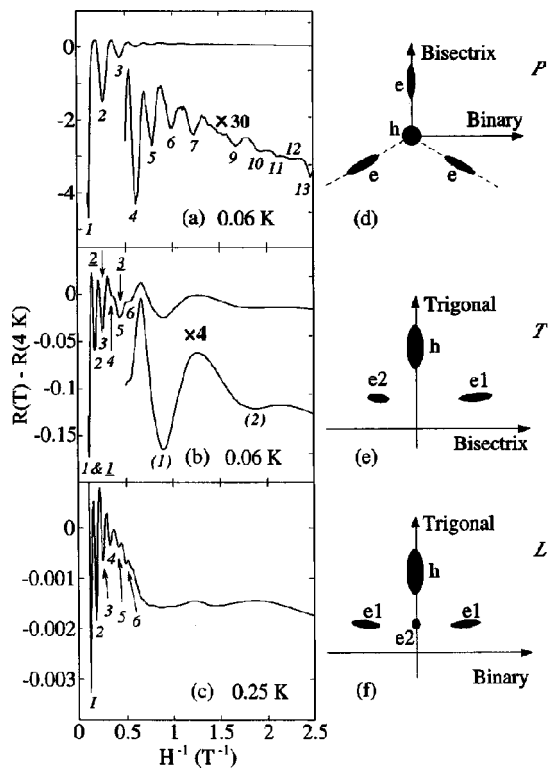 0
-2
-4
1
2
3
4
5
6
7
×30
9
10
11
12
13
(a) 0.06 K
Bisectrix
P
e
h
Binary
e
e
(d)
R(T) - R(4 K)
0
-0.05
-0.1
-0.15
2
3
2
3
4
5
6
×4
(1)
(2)
1 & 1
(b) 0.06 K
Trigonal
T
h
e2
e1
Bisectrix
(e)
0
-0.001
-0.002
-0.003
1
2
3
4
5
6
(c) 0.25 K
Trigonal
L
h
e1
e1
e2
Binary
(f)
0
0.5
1
1.5
2
2.5
H⁻¹ (T⁻¹)